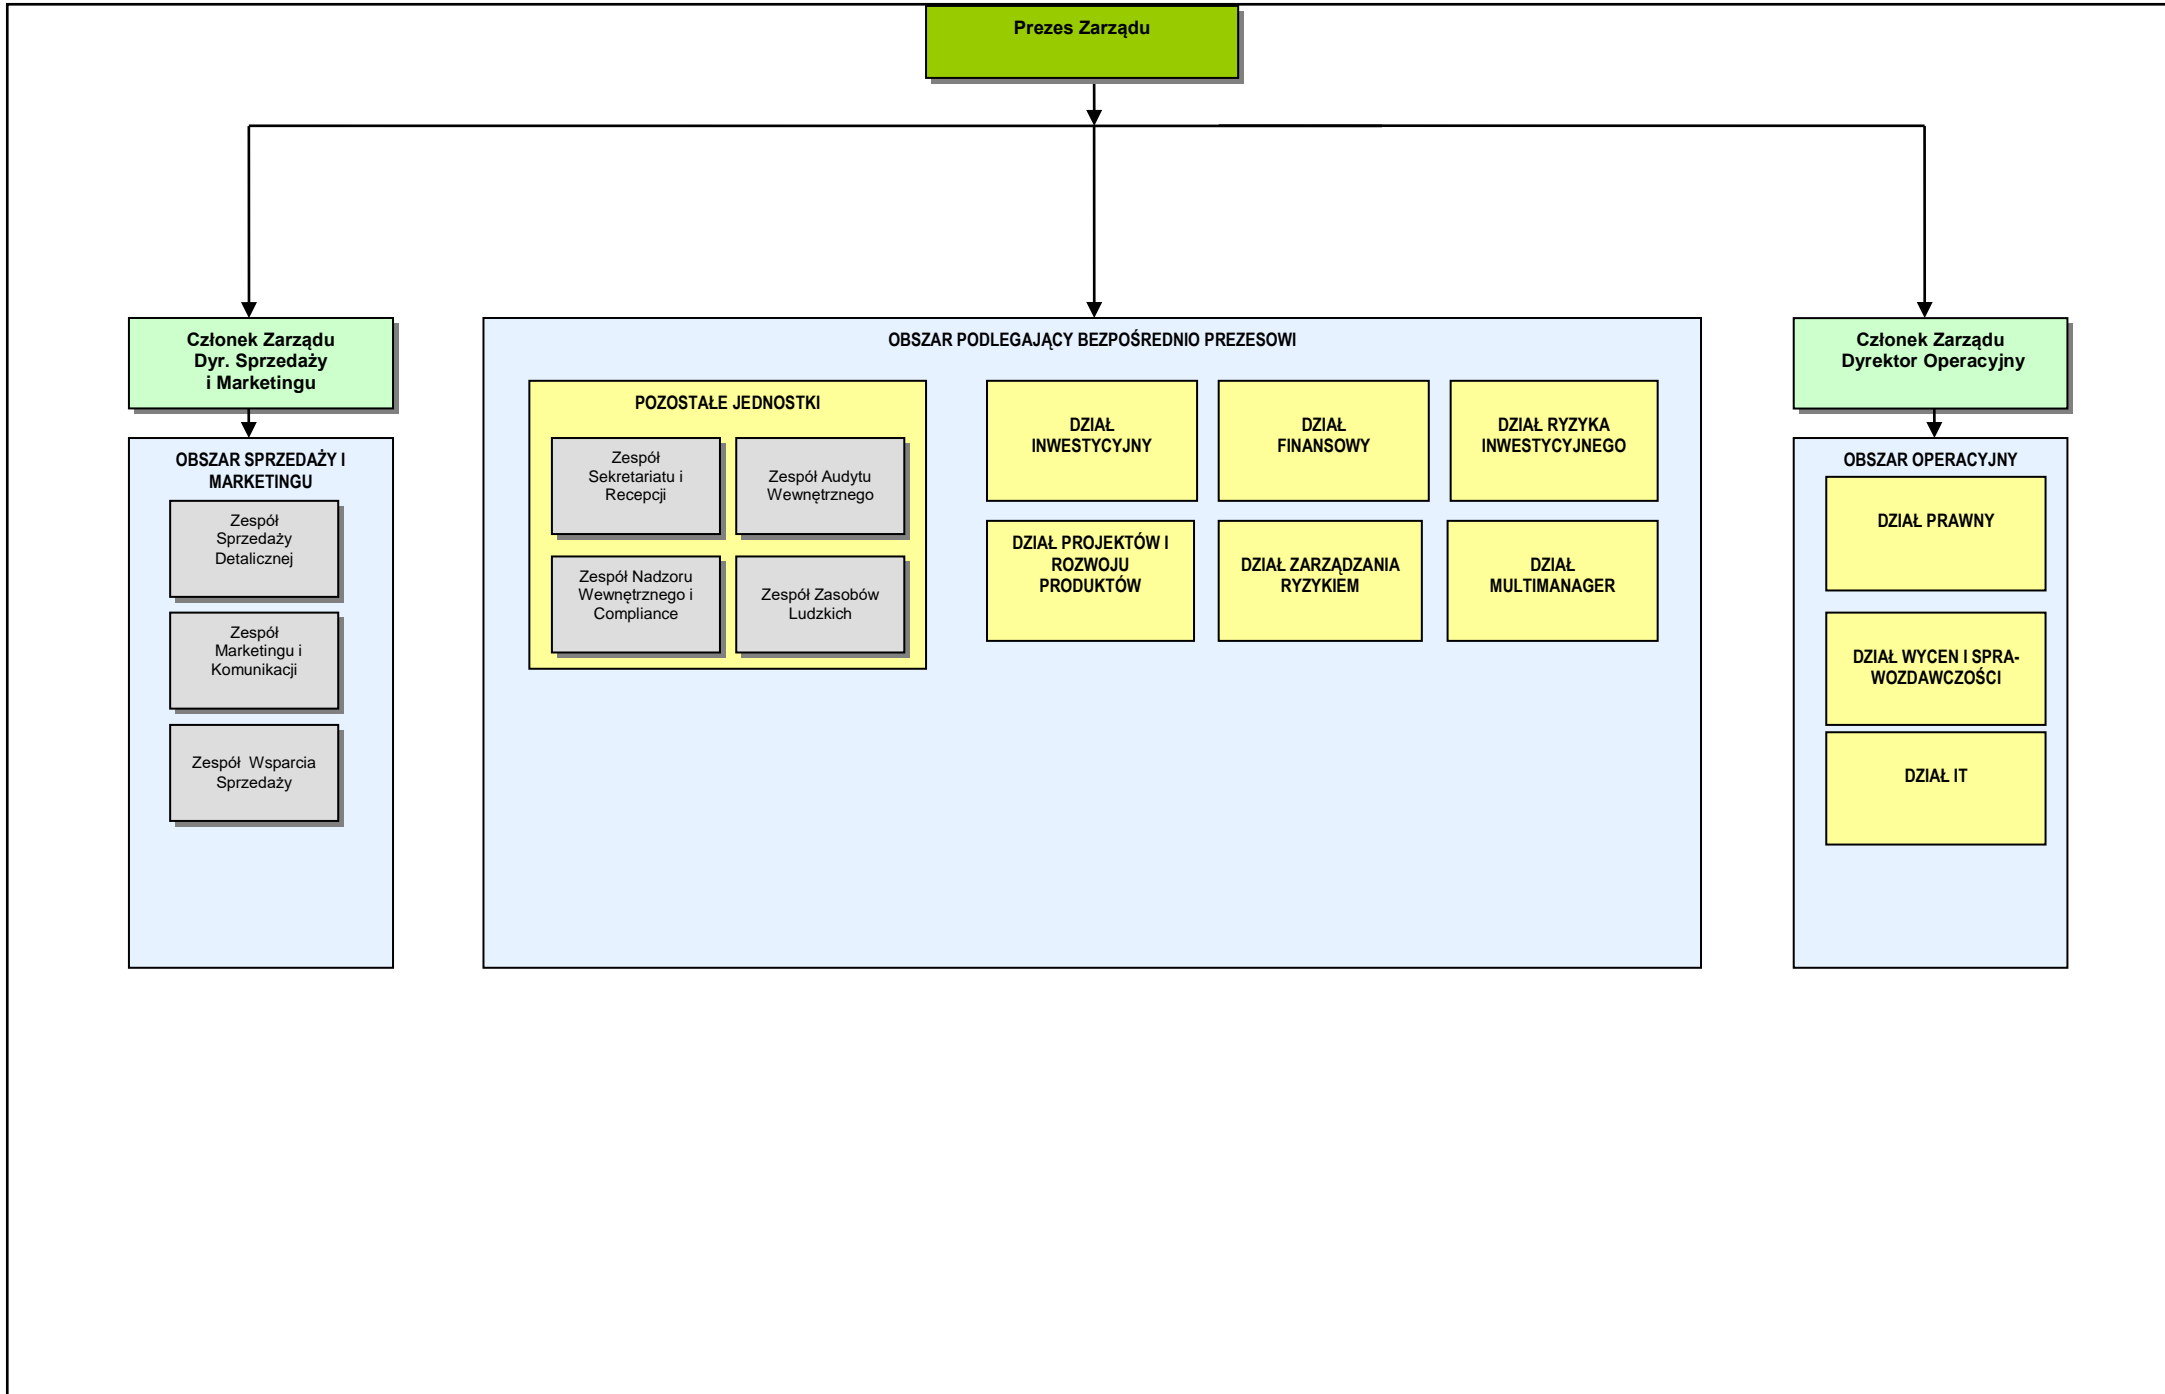 Prezes Zarządu
Członek Zarządu
Dyr. Sprzedaży
i Marketingu
OBSZAR SPRZEDAŻY I
MARKETINGU
Zespół
Sprzedaży
Detalicznej
Zespół
Marketingu i
Komunikacji
Zespół Wsparcia
Sprzedaży
OBSZAR PODLEGAJĄCY BEZPOŚREDNIO PREZESOWI
POZOSTAŁE JEDNOSTKI
Zespół
Sekretariatu i
Recepcji
Zespół Audytu
Wewnętrznego
Zespół Nadzoru
Wewnętrznego i
Compliance
Zespół Zasobów
Ludzkich
DZIAŁ
INWESTYCYJNY
DZIAŁ
FINANSOWY
DZIAŁ RYZYKA
INWESTYCYJNEGO
DZIAŁ PROJEKTÓW I
ROZWOJU
PRODUKTÓW
DZIAŁ ZARZĄDZANIA
RYZYKIEM
DZIAŁ
MULTIMANAGER
Członek Zarządu
Dyrektor Operacyjny
OBSZAR OPERACYJNY
DZIAŁ PRAWNY
DZIAŁ WYCEN I SPRA-
WOZDAWCZOŚCI
DZIAŁ IT